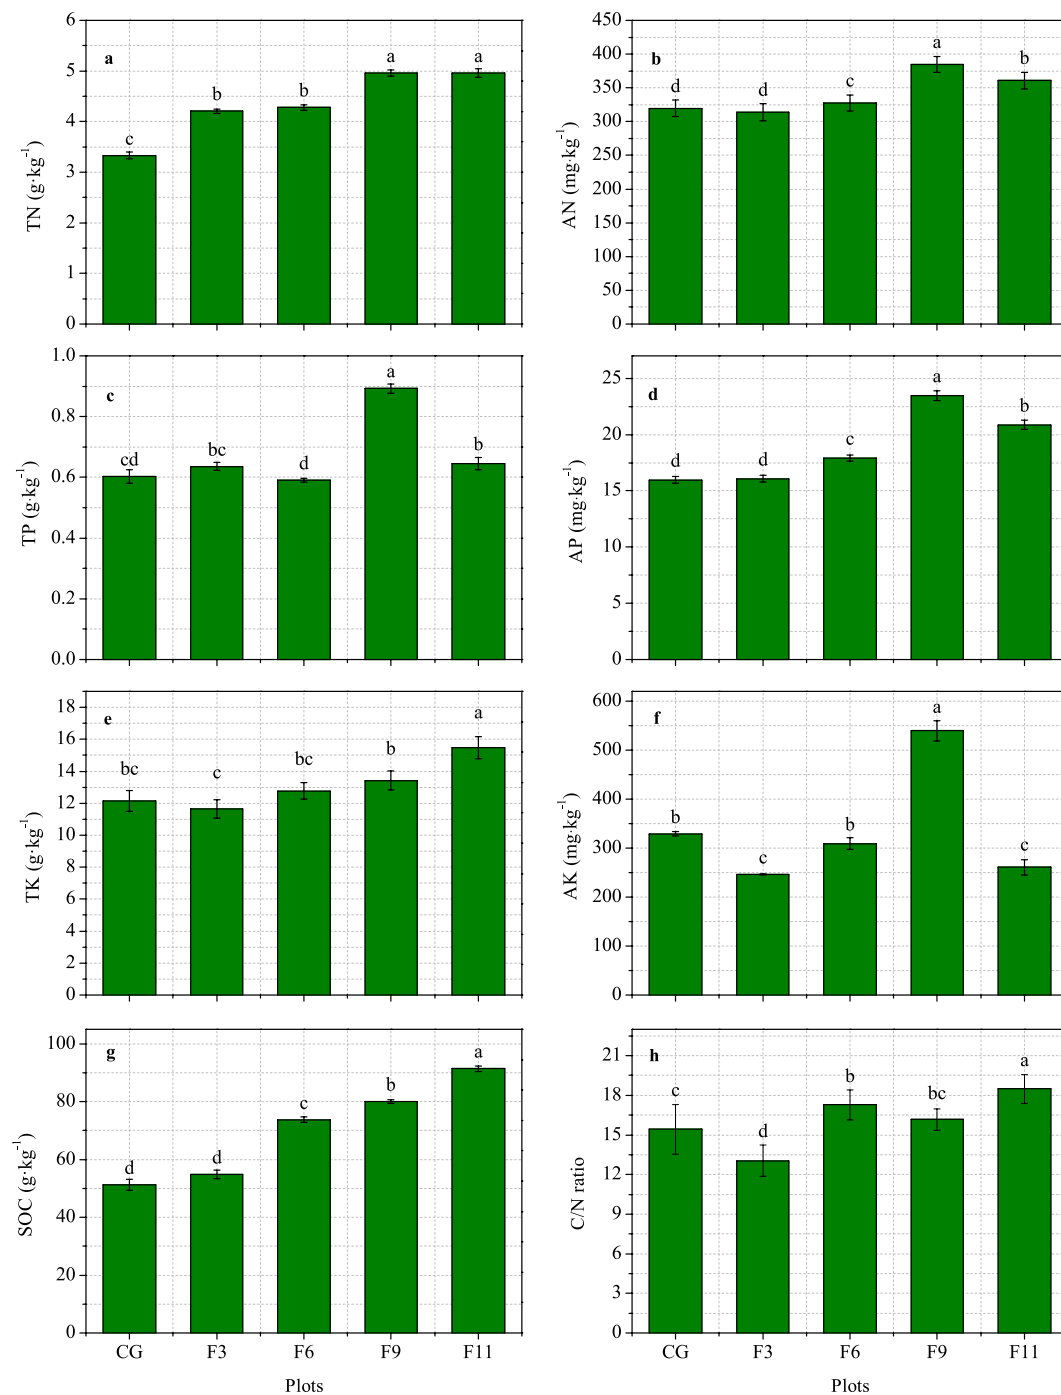 a
TN (g·kg-1)
6
5
4
3
2
1
0
c
b
b
a
a
b
AN (mg·kg-1)
450
400
350
300
250
200
150
100
50
0
d
d
c
a
b
c
TP (g·kg-1)
1.0
0.8
0.6
0.4
0.2
0.0
cd
bc
d
a
b
d
AP (mg·kg-1)
25
20
15
10
5
0
d
d
c
a
b
e
TK (g·kg-1)
18
16
14
12
10
8
6
4
2
0
bc
c
bc
b
a
f
AK (mg·kg-1)
600
500
400
300
200
100
0
b
c
b
a
c
g
SOC (g·kg-1)
100
80
60
40
20
0
d
d
c
b
a
CG F3 F6 F9 F11
Plots
h
C/N ratio
21
18
15
12
9
6
3
0
c
d
b
bc
a
CG F3 F6 F9 F11
Plots